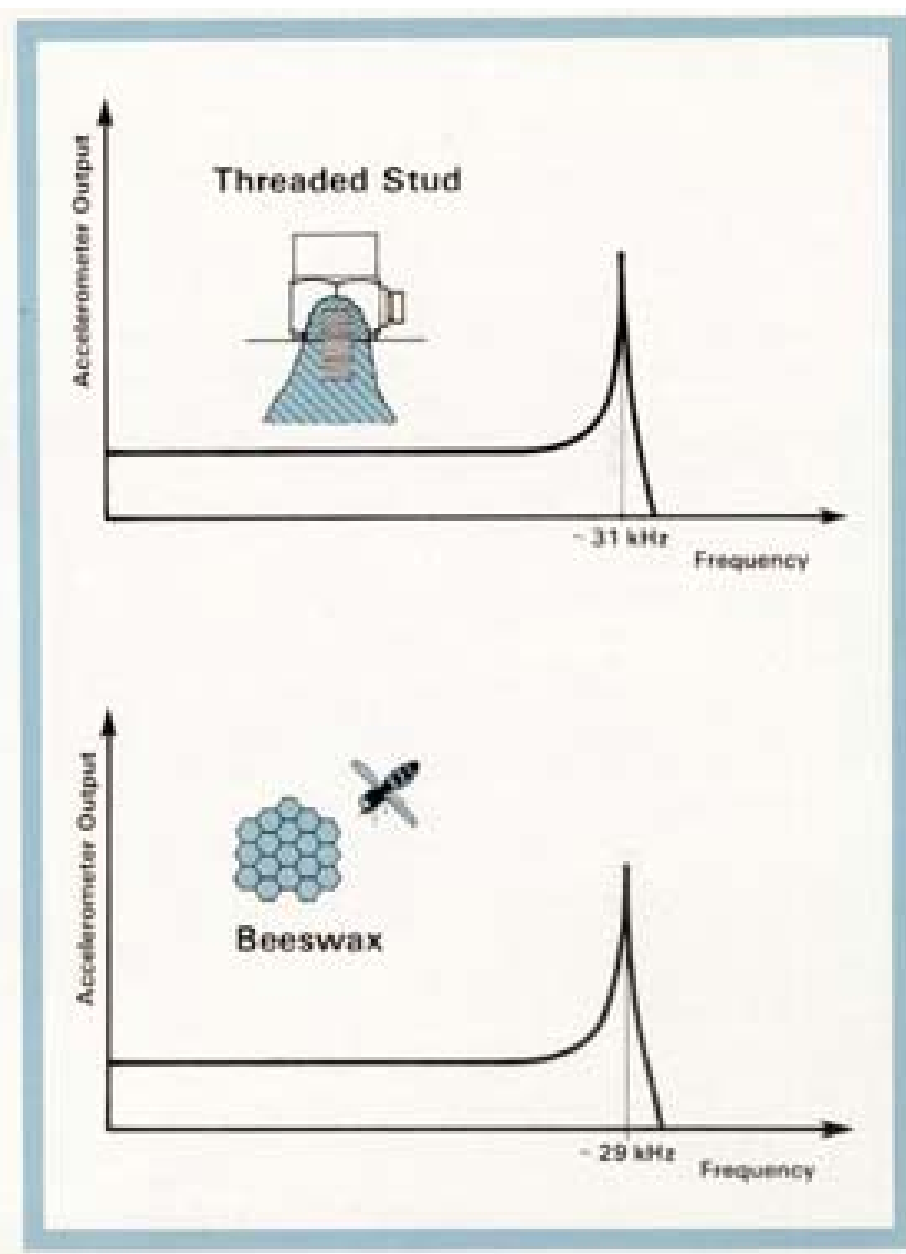 Accelerometer Output
Threaded Stud
~ 31 kHz
Frequency
Accelerometer Output
Beeswax
~ 29 kHz
Frequency